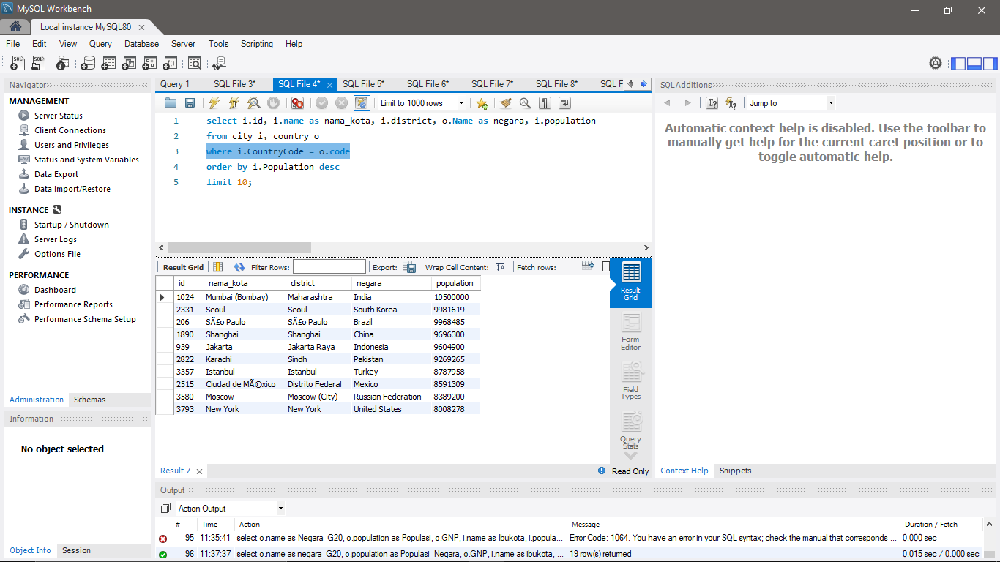 MySQL Workbench
Local instance MySQL80
File Edit View Query Database Server Tools Scripting Help
Navigator
MANAGEMENT
Server Status
Client Connections
Users and Privileges
Status and System Variables
Data Export
Data Import/Restore
INSTANCE
Startup / Shutdown
Server Logs
Options File
PERFORMANCE
Dashboard
Performance Reports
Performance Schema Setup
Administration Schemas
Information
No object selected
Object Info Session
Query 1 SQL File 3* SQL File 4* SQL File 5* SQL File 6* SQL File 7* SQL File 8* SQL F
Limit to 1000 rows
1 select i.id, i.name as nama_kota, i.district, o.Name as negara, i.population
2 from city i, country o
3 where i.CountryCode = o.code
4 order by i.Population desc
5 limit 10;
Result Grid Filter Rows: Export: Wrap Cell Content: Fetch rows:
id nama_kota district negara population
1024 Mumbai (Bombay) Maharashtra India 10500000
2331 Seoul Seoul South Korea 9981619
206 SÃ£o Paulo SÃ£o Paulo Brazil 9968485
1890 Shanghai Shanghai China 9696300
939 Jakarta Jakarta Raya Indonesia 9604900
2822 Karachi Sindh Pakistan 9269265
3357 Istanbul Istanbul Turkey 8787958
2515 Ciudad de MÃ©xico Distrito Federal Mexico 8591309
3580 Moscow Moscow (City) Russian Federation 8389200
3793 New York New York United States 8008278
Result
Grid
Form
Editor
Field
Types
Query
Stats
Result 7
Read Only
SQLAdditions
Jump to
Automatic context help is disabled. Use the toolbar to
manually get help for the current caret position or to
toggle automatic help.
Context Help Snippets
Output
Action Output
# Time Action Message Duration / Fetch
95 11:35:41 select o.name as Negara_G20, o.population as Populasi, o.GNP, i.name as Ibukota, i.popula... Error Code: 1064. You have an error in your SQL syntax; check the manual that corresponds ... 0.000 sec
96 11:37:37 select o.name as negara_G20, o.population as Populasi_Negara, o.GNP, i.name as ibukota, ... 19 row(s) returned 0.015 sec / 0.000 sec